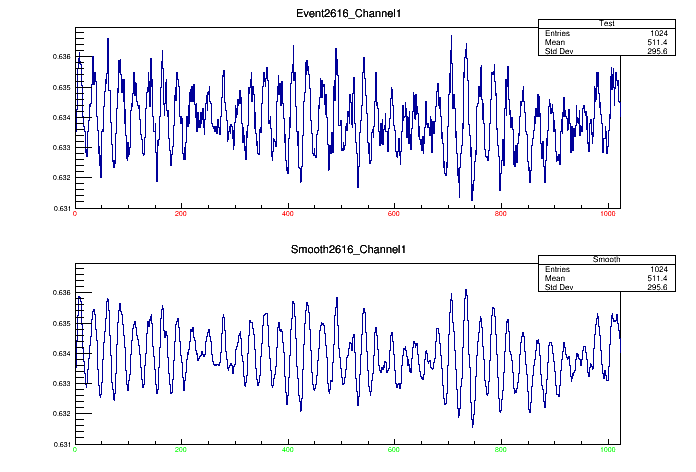 Event2616_Channel1
Test
Entries 1024
Mean 511.4
Std Dev 295.6
0.636
0.635
0.634
0.633
0.632
0.631
0 200 400 600 800 1000
Smooth2616_Channel1
Smooth
Entries 1024
Mean 511.4
Std Dev 295.6
0.636
0.635
0.634
0.633
0.632
0.631
0 200 400 600 800 1000